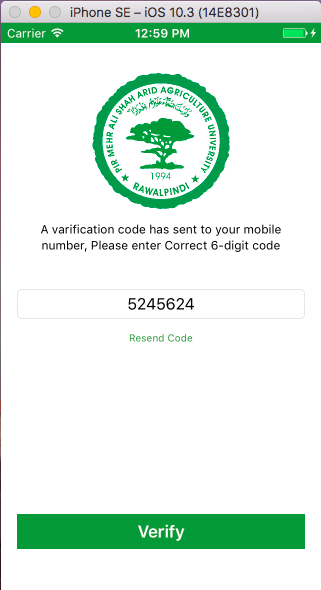 iPhone SE – iOS 10.3 (14E8301)
Carrier 12:59 PM
PIR MEHR ALI SHAH ARID AGRICULTURE UNIVERSITY
1994
RAWALPINDI
A varification code has sent to your mobile
number, Please enter Correct 6-digit code
5245624
Resend Code
Verify